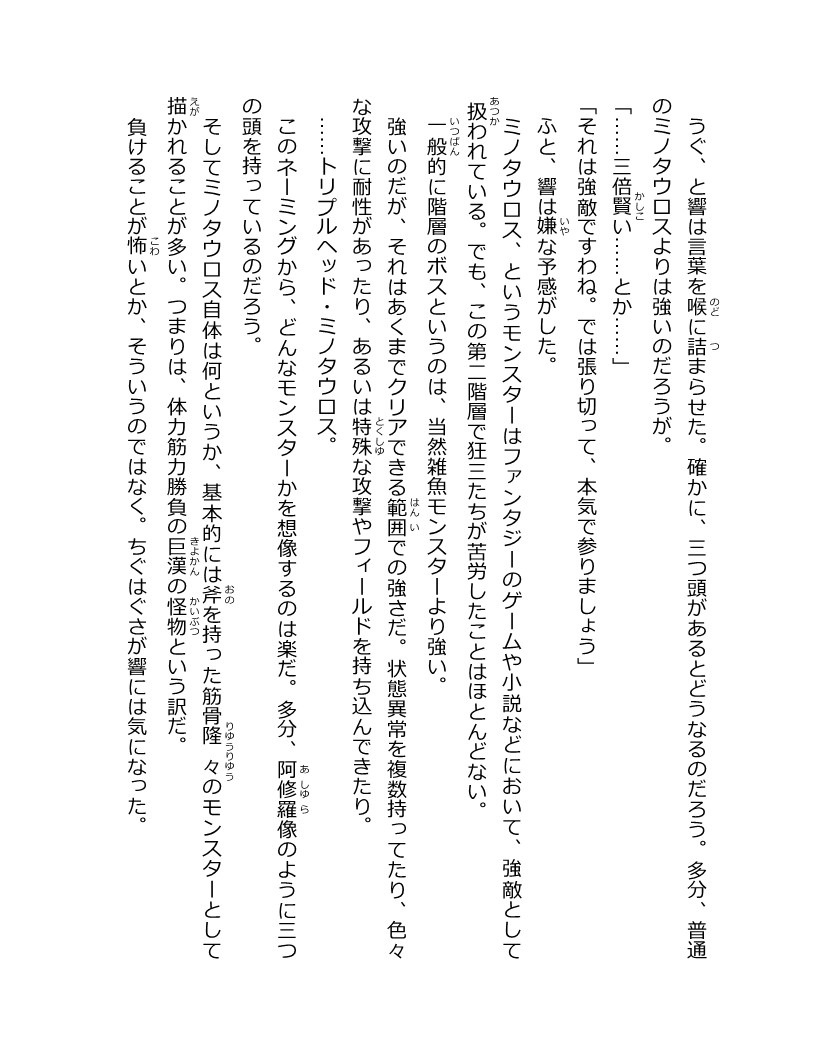 うぐ、と響は言葉を喉に詰まらせた。確かに、三つ頭があるとどうなるのだろう。多分、普通
のミノタウロスよりは強いのだろうが。
「……三倍賢い……とか……」
「それは強敵ですわね。では張り切って、本気で参りましょう」
ふと、響は嫌な予感がした。
ミノタウロス、というモンスターはファンタジーのゲームや小説などにおいて、強敵として
扱われている。でも、この第二階層で狂三たちが苦労したことはほとんどない。
一般的に階層のボスというのは、当然雑魚モンスターより強い。
強いのだが、それはあくまでクリアできる範囲での強さだ。状態異常を複数持ってたり、色々
な攻撃に耐性があったり、あるいは特殊な攻撃やフィールドを持ち込んできたり。
……トリプルヘッド・ミノタウロス。
このネーミングから、どんなモンスターかを想像するのは楽だ。多分、阿修羅像のように三つ
の頭を持っているのだろう。
そしてミノタウロス自体は何というか、基本的には斧を持った筋骨隆々のモンスターとして
描かれることが多い。つまりは、体力筋力勝負の巨漢の怪物という訳だ。
負けることが怖いとか、そういうのではなく。ちぐはぐさが響には気になった。